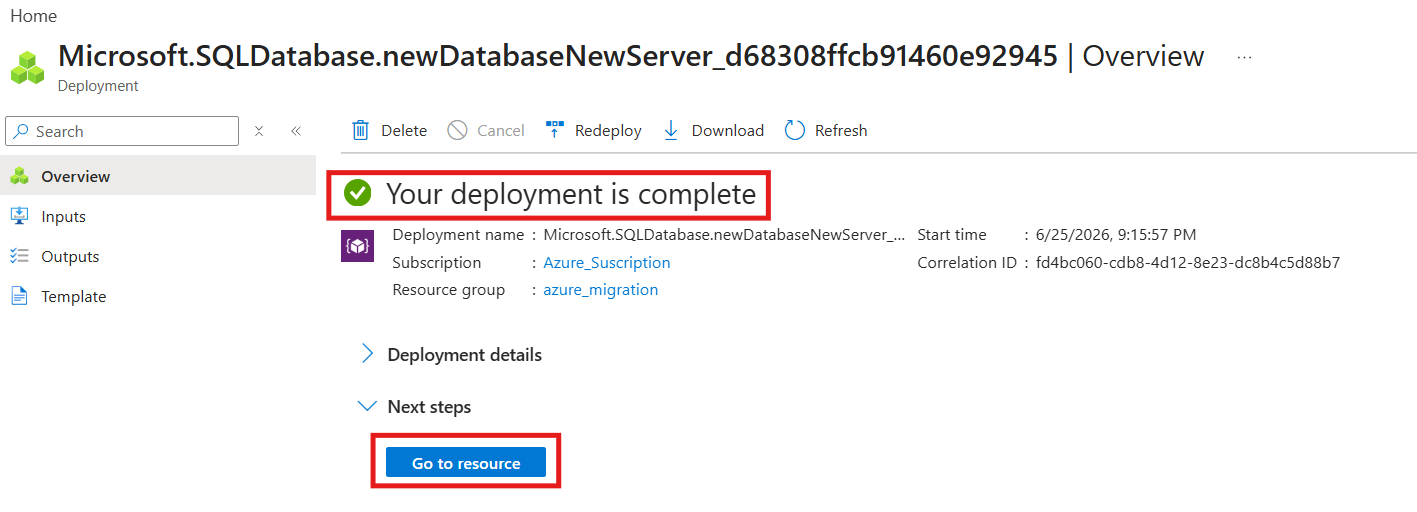 Home
Microsoft.SQLDatabase.newDatabaseNewServer_d68308ffcb91460e92945 | Overview ...
Deployment
Search
Delete Cancel Redeploy Download Refresh
Overview
Inputs
Outputs
Template
Your deployment is complete
Deployment name : Microsoft.SQLDatabase.newDatabaseNewServer_... Start time : 6/25/2026, 9:15:57 PM
Subscription : Azure_Suscription Correlation ID : fd4bc060-cdb8-4d12-8e23-dc8b4c5d88b7
Resource group : azure_migration
Deployment details
Next steps
Go to resource